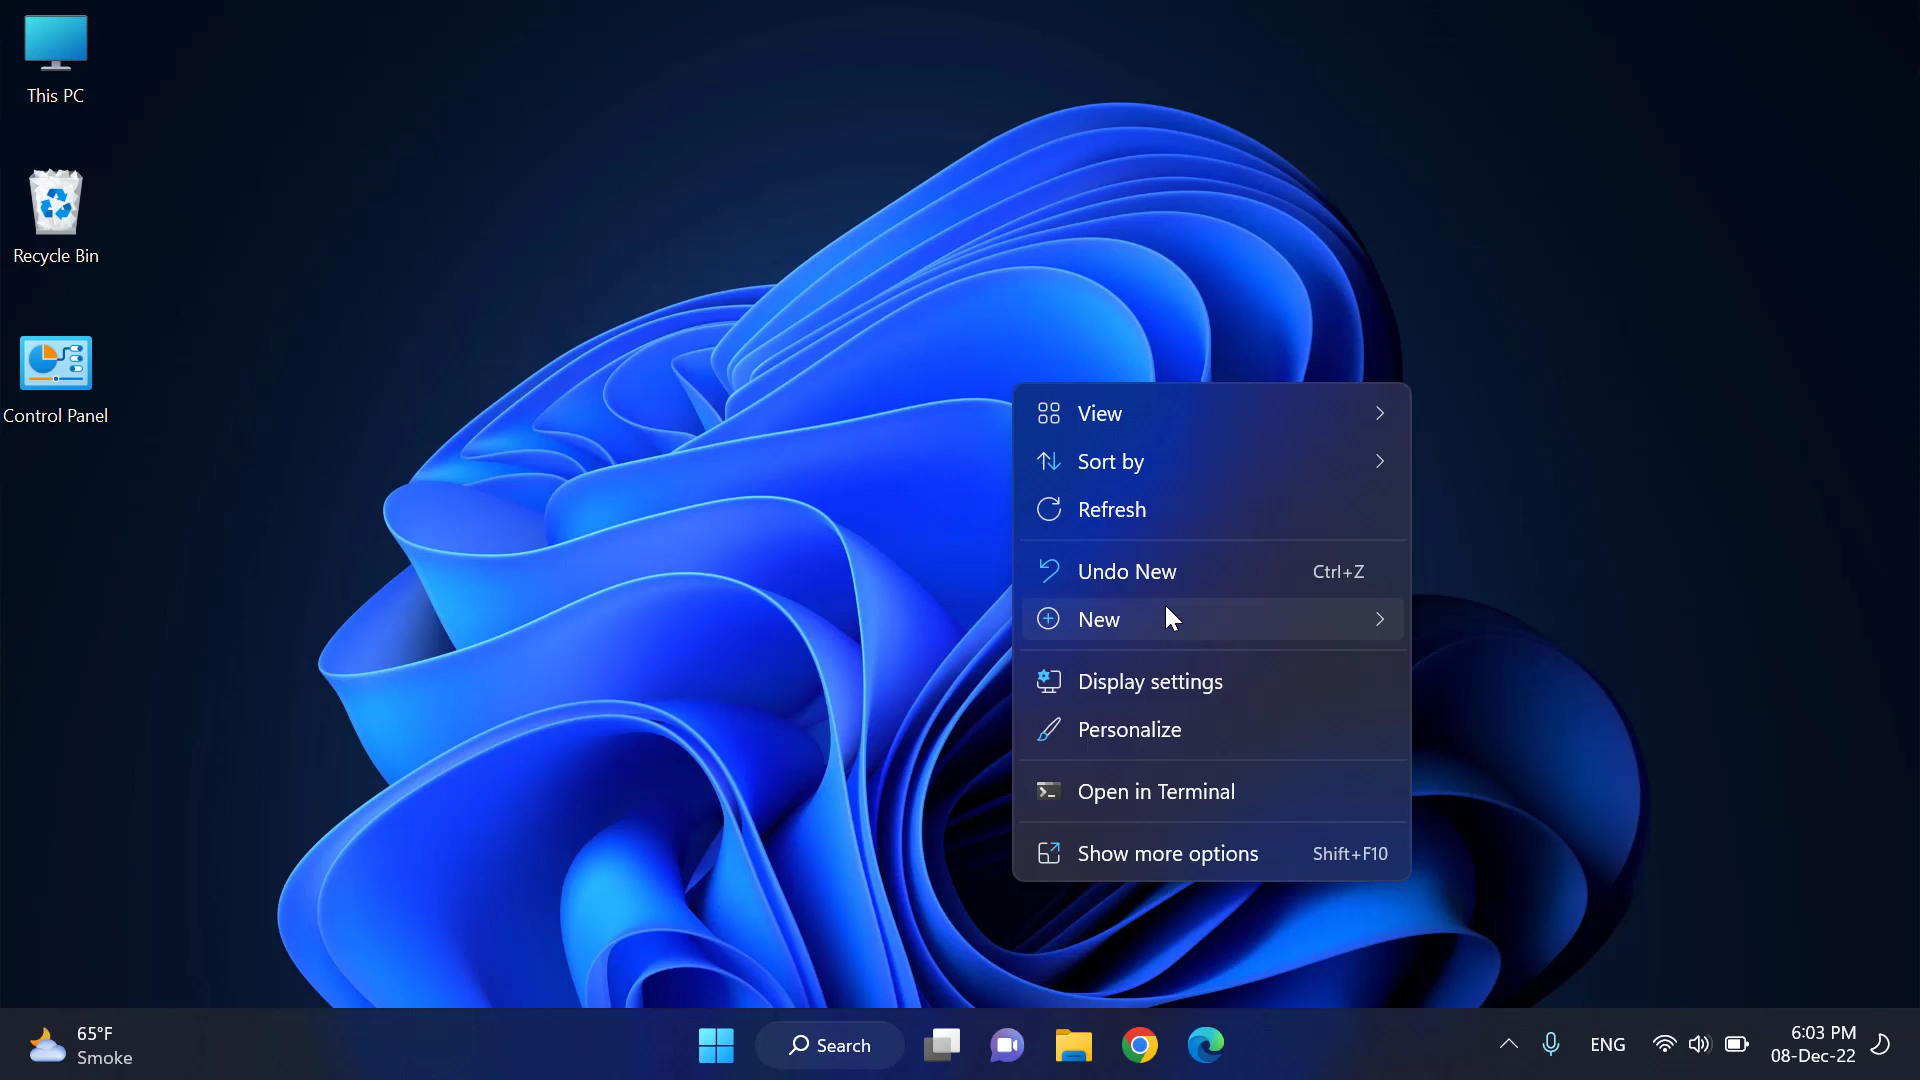 This PC
Recycle Bin
Control Panel
View
Sort by
Refresh
Undo New Ctrl+Z
New
Display settings
Personalize
Open in Terminal
Show more options Shift+F10
65°F
Smoke
Search
ENG
6:03 PM
08-Dec-22